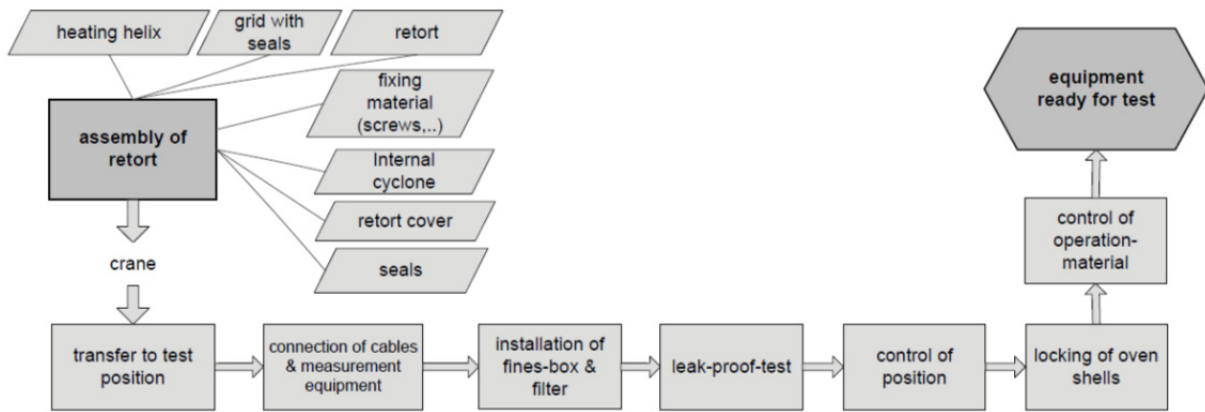 heating helix
grid with
seals
retort
fixing
material
(screws,..)
assembly of
retort
Internal
cyclone
retort cover
seals
crane
equipment
ready for test
control of
operation-
material
transfer to test
position
connection of cables
& measurement
equipment
installation of
fines-box &
filter
leak-proof-test
control of
position
locking of oven
shells